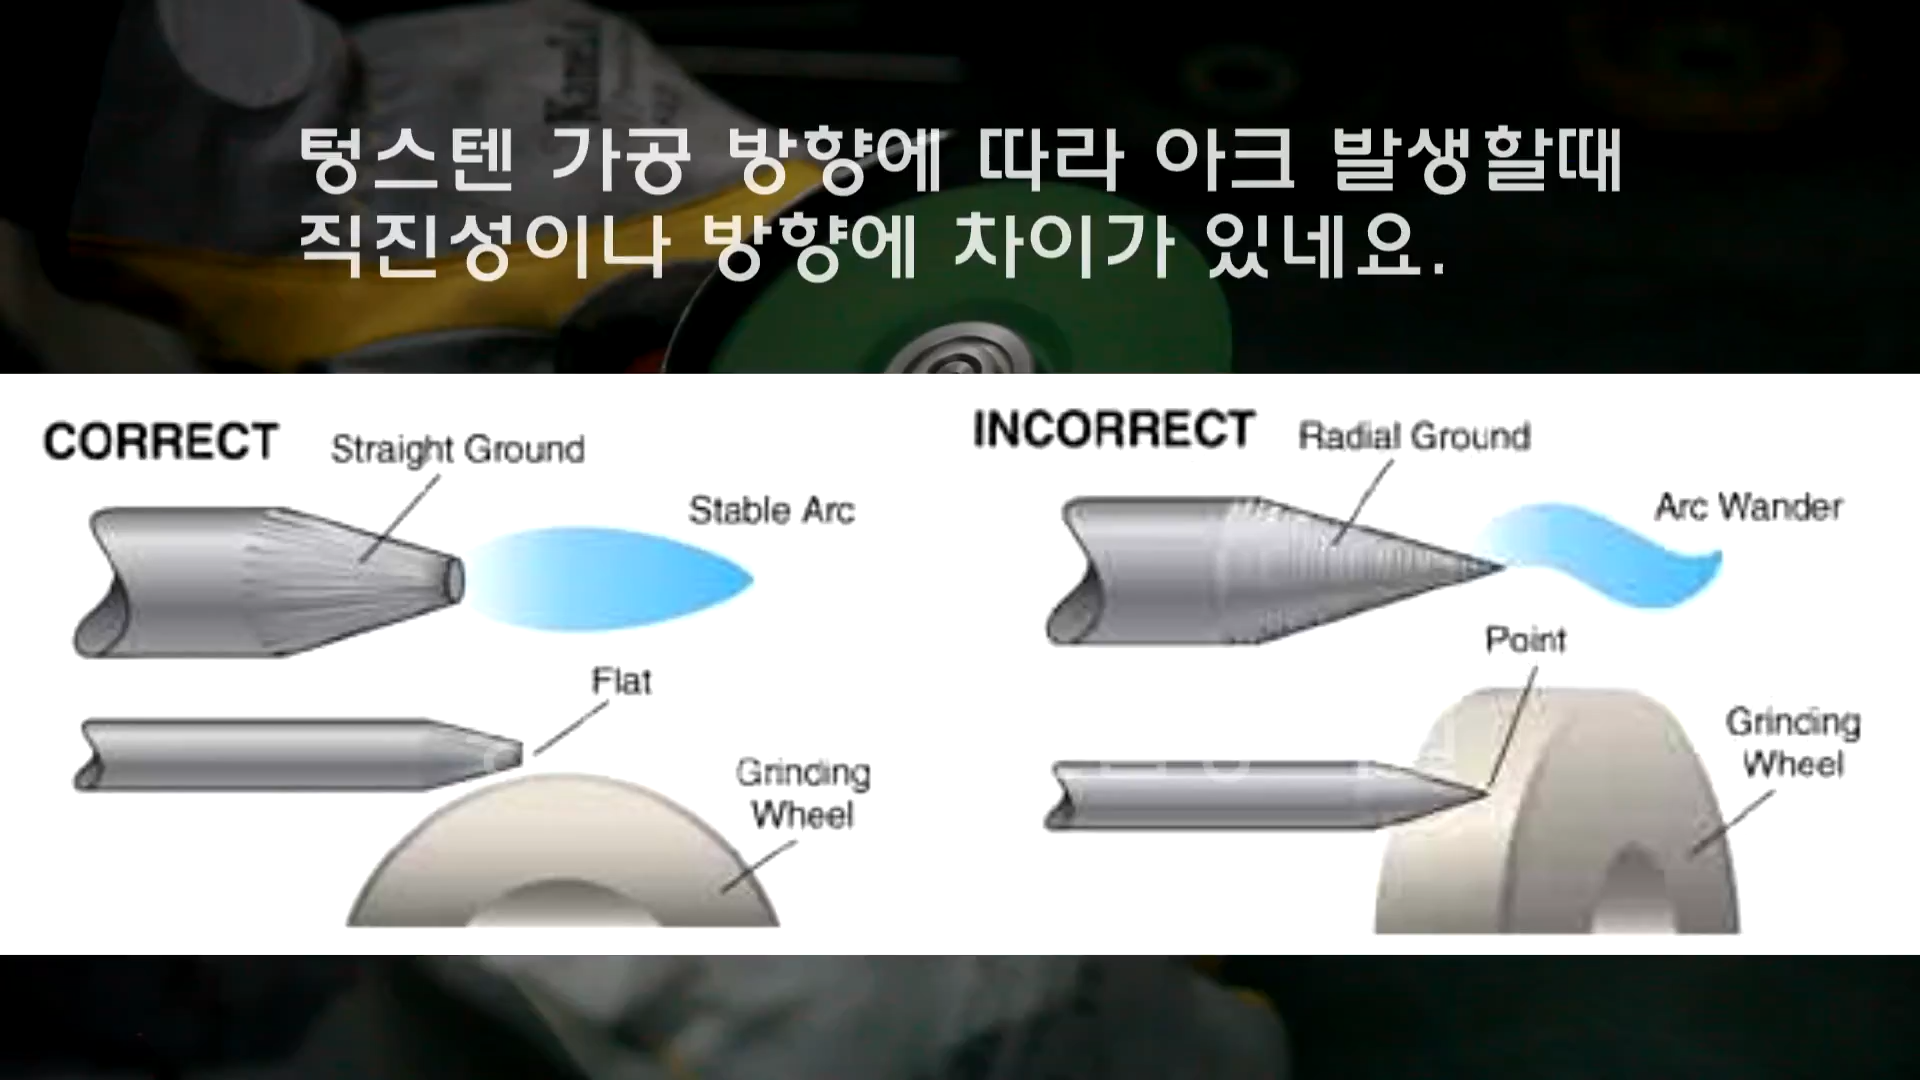 텅스텐 가공 방향에 따라 아크 발생할때
직진성이나 방향에 차이가 있네요.
CORRECT
Straight Ground
Stable Arc
Flat
Grinding
Wheel
INCORRECT
Radial Ground
Arc Wander
Point
Grinding
Wheel